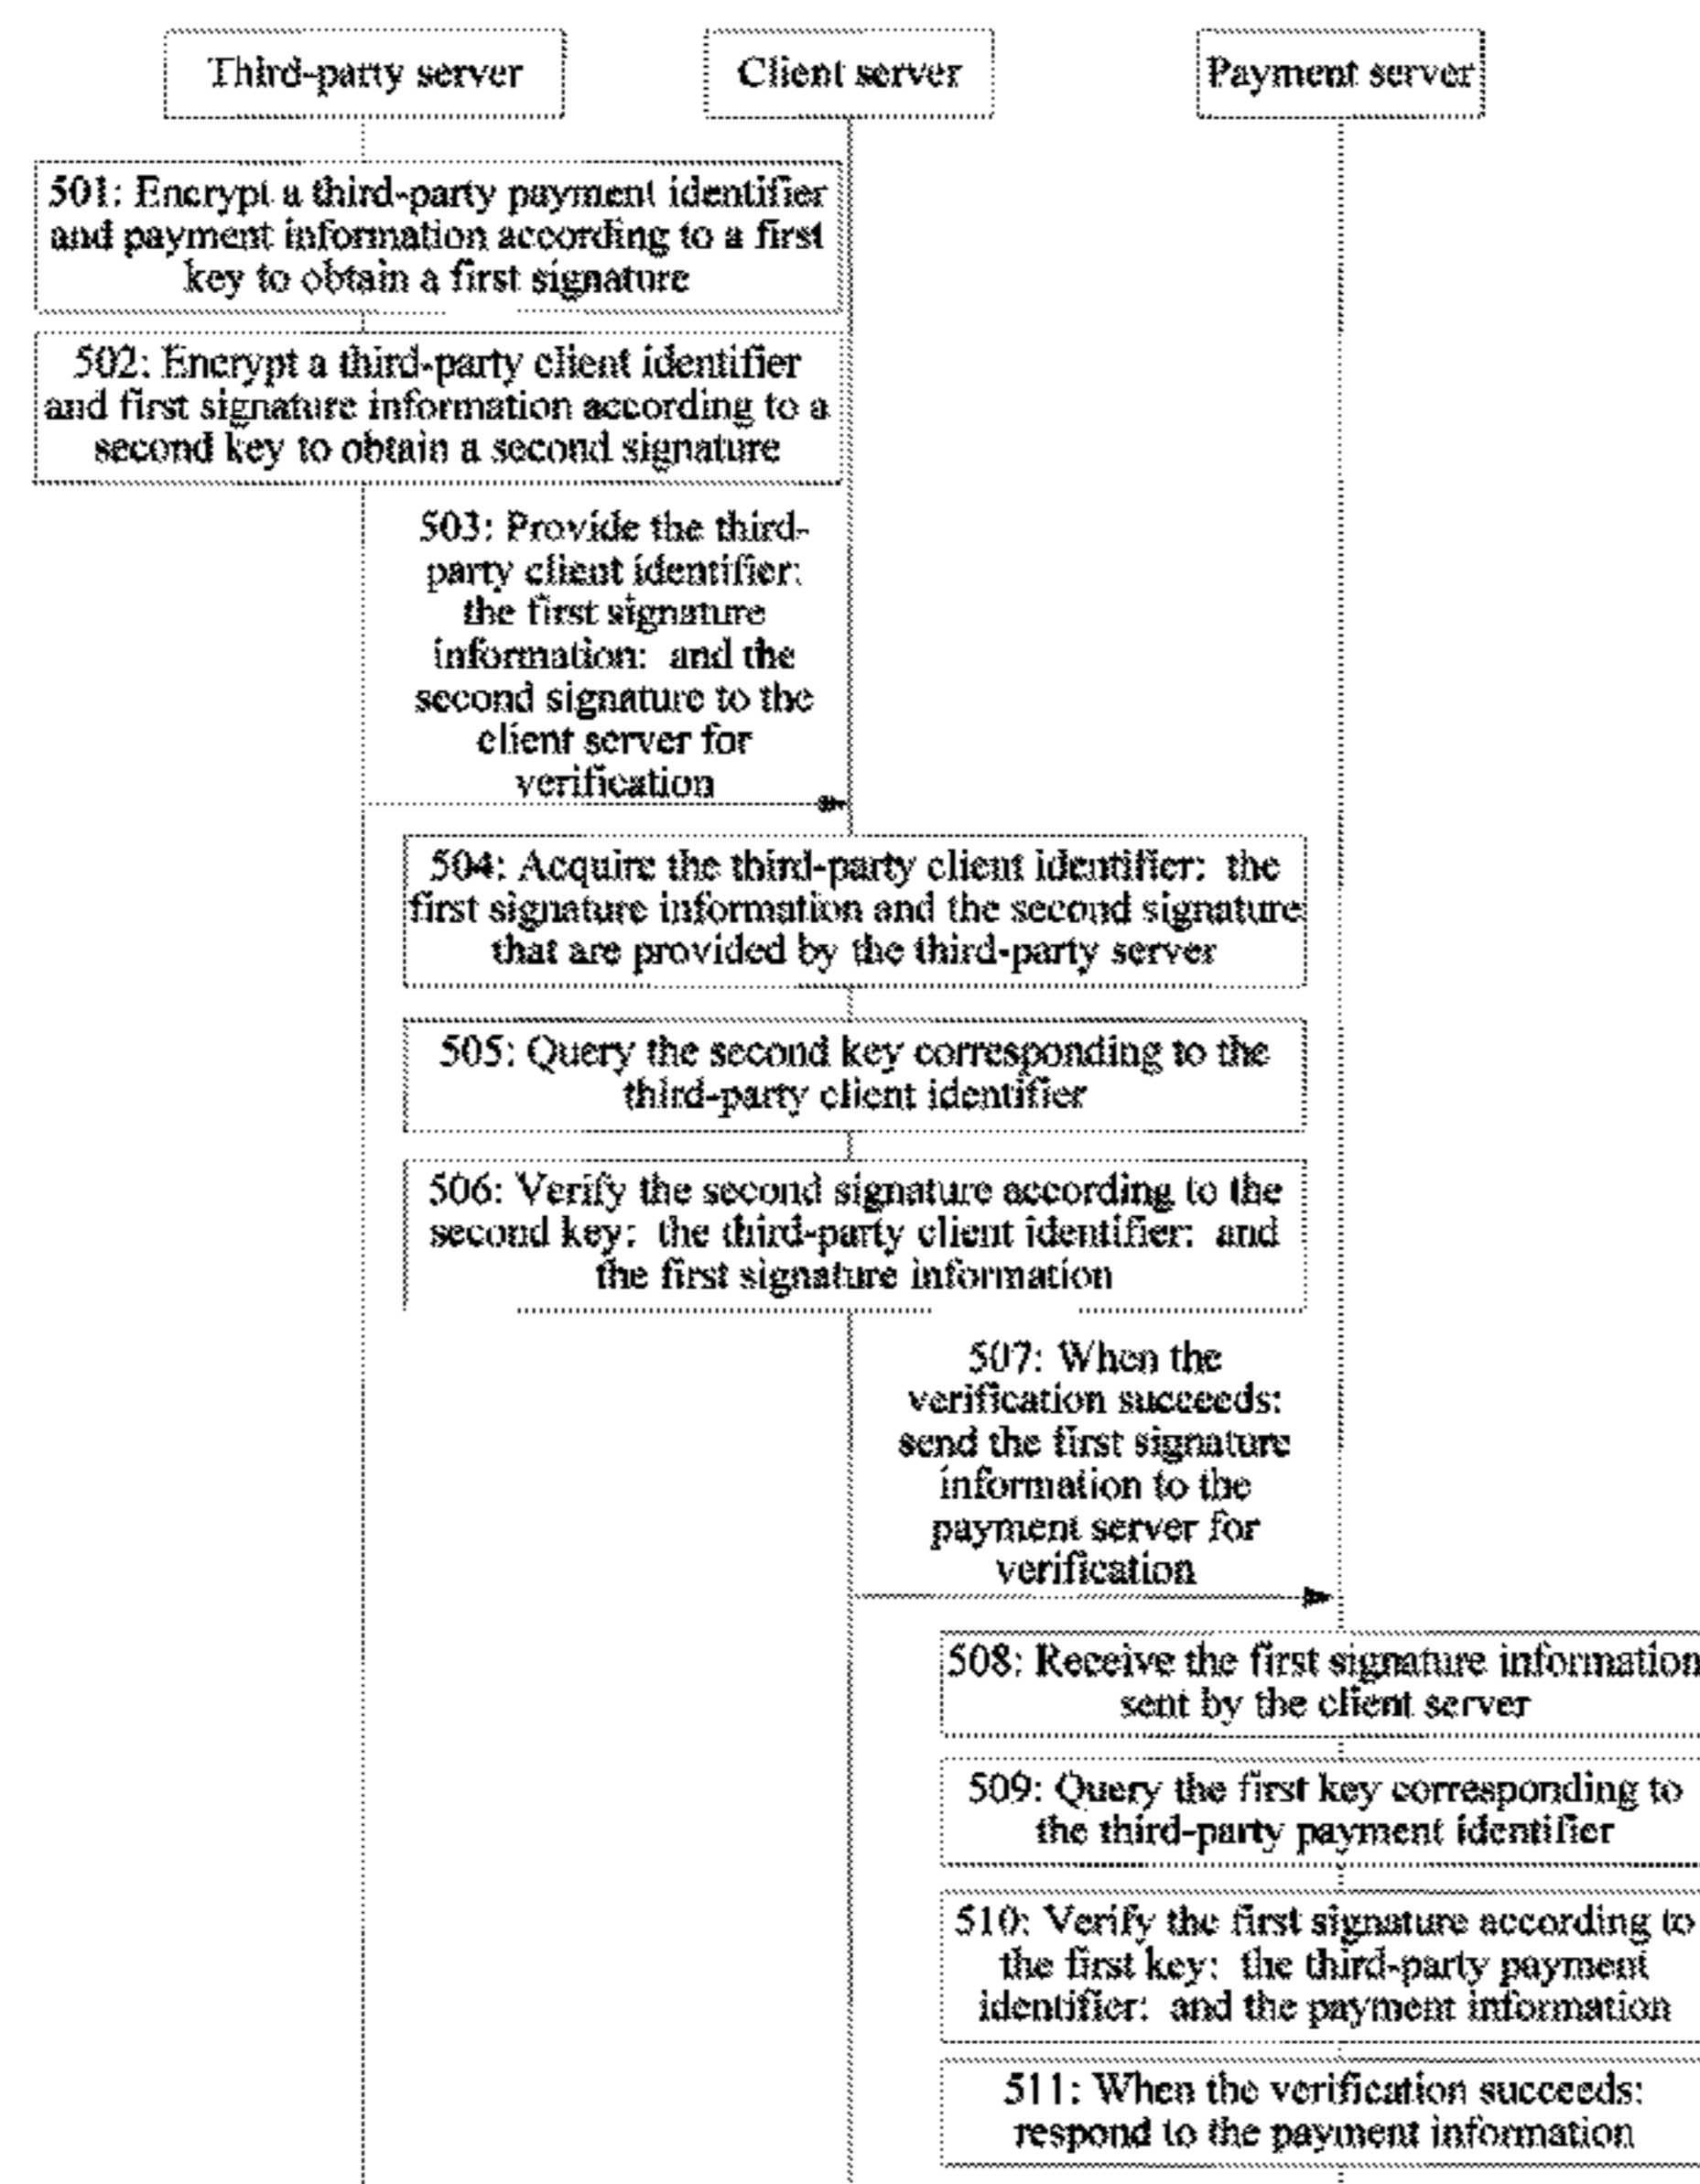 Third-party server
Client server
Payment server
501: Encrypt a third-party payment identifier
and payment information according to a first
key to obtain a first signature
502: Encrypt a third-party client identifier
and first signature information according to a
second key to obtain a second signature
503: Provide the third-
party client identifier:
the first signature
information: and the
second signature to the
client server for
verification
504: Acquire the third-party client identifier: the
first signature information and the second signature
that are provided by the third-party server
505: Query the second key corresponding to the
third-party client identifier
506: Verify the second signature according to the
second key: the third-party client identifier: and
the first signature information
507: When the
verification succeeds:
send the first signature
information to the
payment server for
verification
508: Receive the first signature information
sent by the client server
509: Query the first key corresponding to
the third-party payment identifier
510: Verify the first signature according to
the first key: the third-party payment
identifier: and the payment information
511: When the verification succeeds:
respond to the payment information